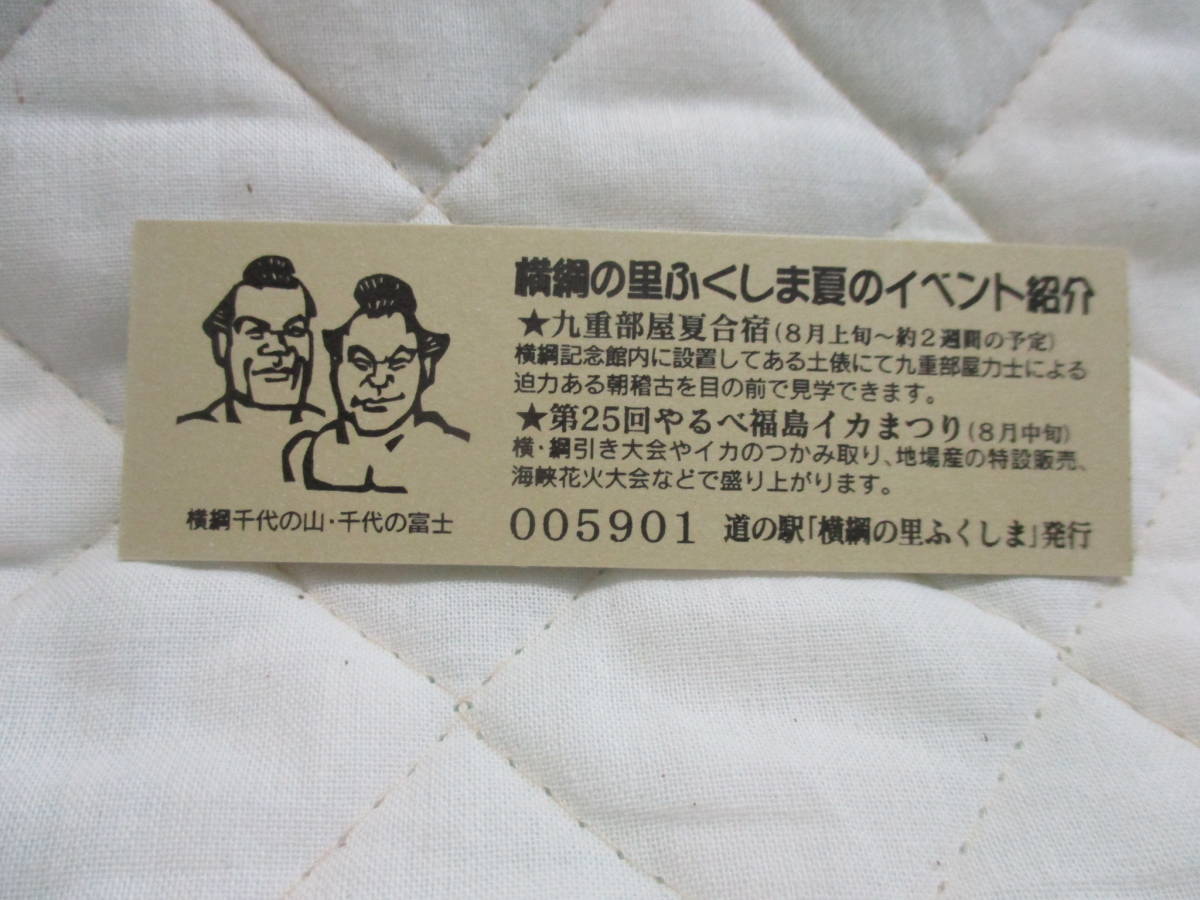 横綱の里ふくしま夏のイベント紹介
★九重部屋夏合宿(8月上旬～約2週間の予定)
横綱記念館内に設置してある土俵にて九重部屋力士による
迫力ある朝稽古を目の前で見学できます。
★第25回やるべ福島イカまつり(8月中旬)
横・綱引き大会やイカのつかみ取り、地場産の特設販売、
海峡花火大会などで盛り上がります。
横綱千代の山・千代の富士
005901 道の駅「横綱の里ふくしま」発行